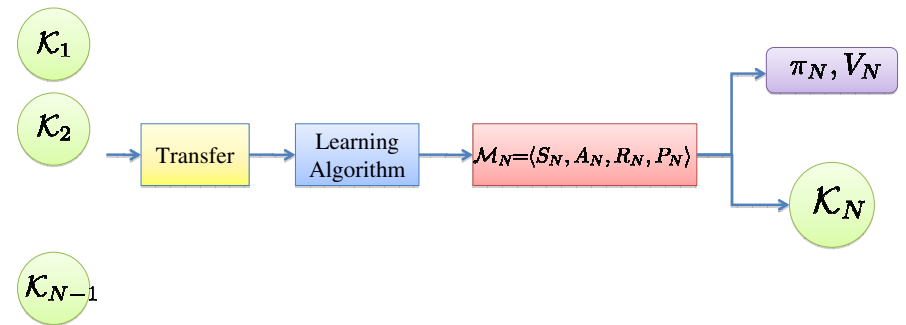 𝒦₁
𝒦₂
𝒦_{N−1}
Transfer
Learning
Algorithm
ℳ_N=⟨S_N, A_N, R_N, P_N⟩
π_N, V_N
𝒦_N